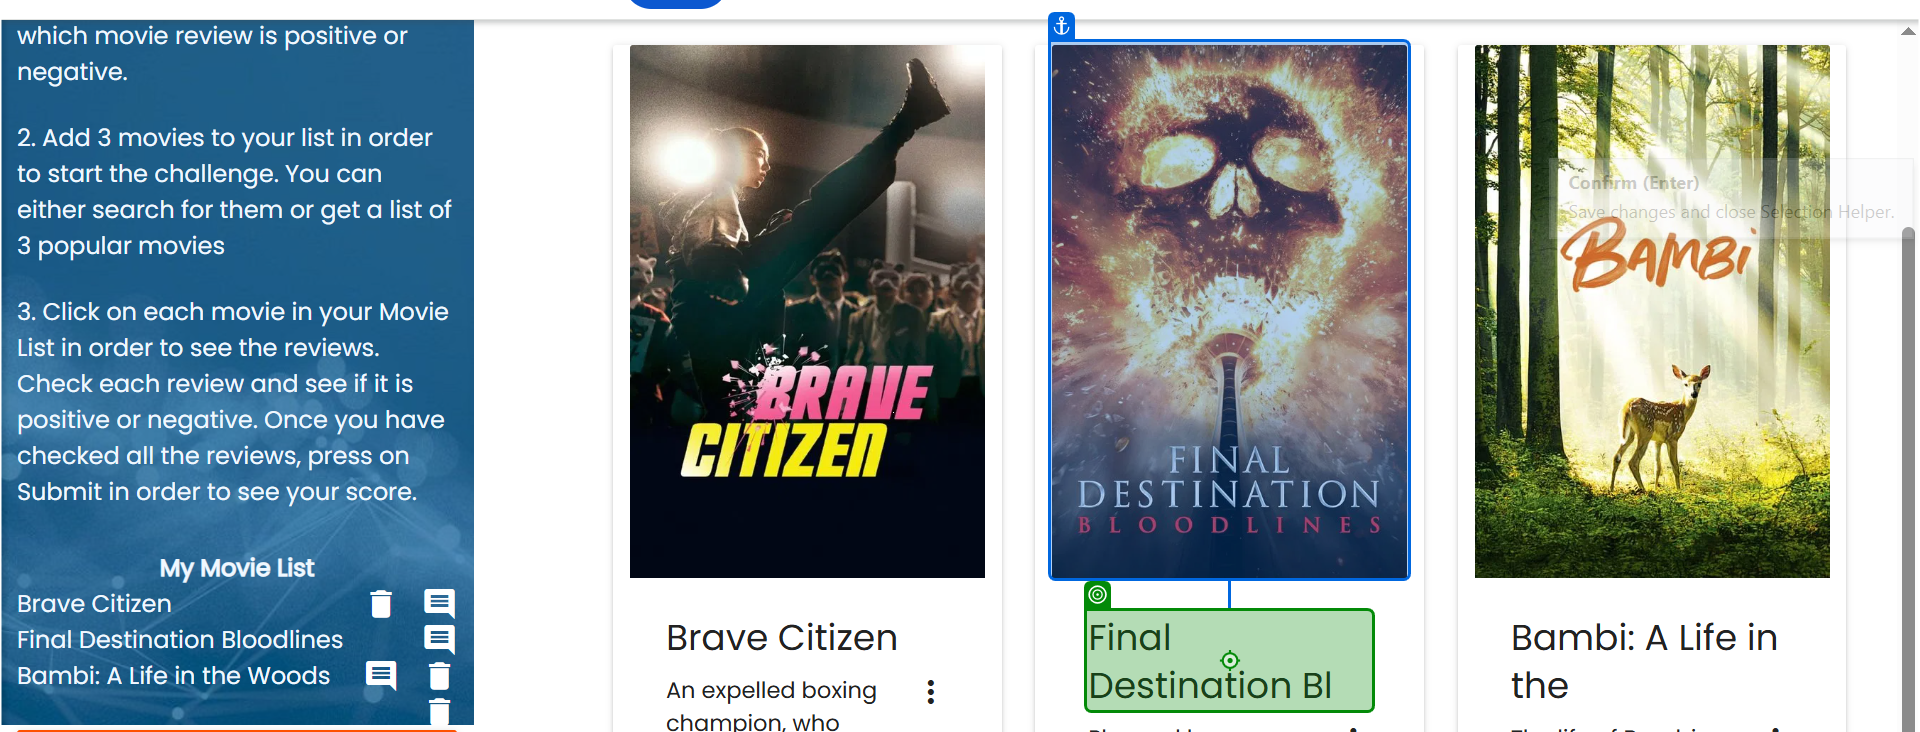 which movie review is positive or
negative.
2. Add 3 movies to your list in order
to start the challenge. You can
either search for them or get a list of
3 popular movies
3. Click on each movie in your Movie
List in order to see the reviews.
Check each review and see if it is
positive or negative. Once you have
checked all the reviews, press on
Submit in order to see your score.
My Movie List
Brave Citizen
Final Destination Bloodlines
Bambi: A Life in the Woods
BRAVE
CITIZEN
Brave Citizen
An expelled boxing
champion, who
FINAL
DESTINATION
BLOODLINES
Final
Destination Bl
Confirm (Enter)
Save changes and close Selection Helper.
BAMBI
Bambi: A Life in
the